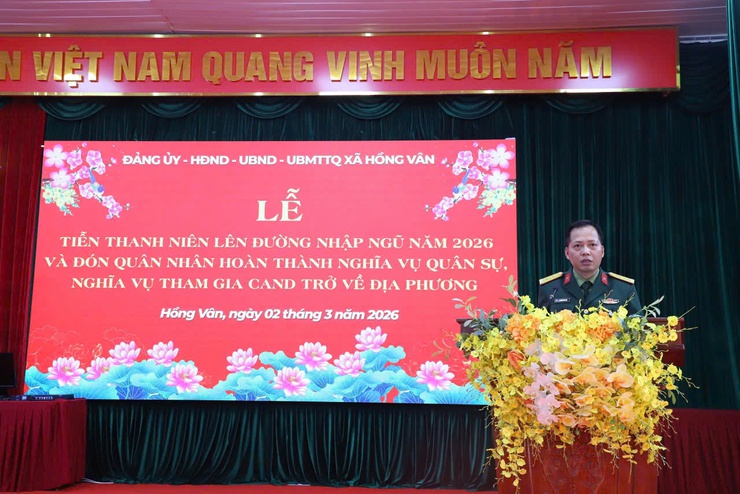 N VIỆT NAM QUANG VINH MUÔN NĂM
ĐẢNG ỦY - HĐND - UBND - UBMTTQ XÃ HỒNG VÂN
LỄ
TIỄN THANH NIÊN LÊN ĐƯỜNG NHẬP NGŨ NĂM 2026
VÀ ĐÓN QUÂN NHÂN HOÀN THÀNH NGHĨA VỤ QUÂN SỰ,
NGHĨA VỤ THAM GIA CAND TRỞ VỀ ĐỊA PHƯƠNG
Hồng Vân, ngày 02 tháng 3 năm 2026